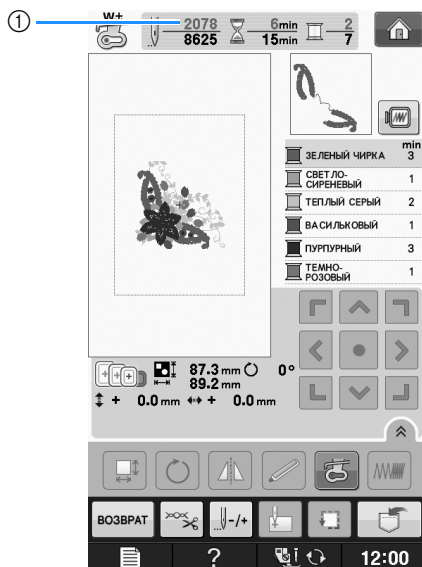 1
W+ 2078 6min 2
8625 15min 7
min
ЗЕЛЕНЫЙ ЧИРКА 3
СВЕТЛО-
СИРЕНЕВЫЙ 1
ТЕПЛЫЙ СЕРЫЙ 2
ВАСИЛЬКОВЫЙ 1
ПУРПУРНЫЙ 3
ТЕМНО-
РОЗОВЫЙ 1
87.3 mm 0°
89.2 mm
+ 0.0 mm + 0.0 mm
ВОЗВРАТ -/+
? 12:00